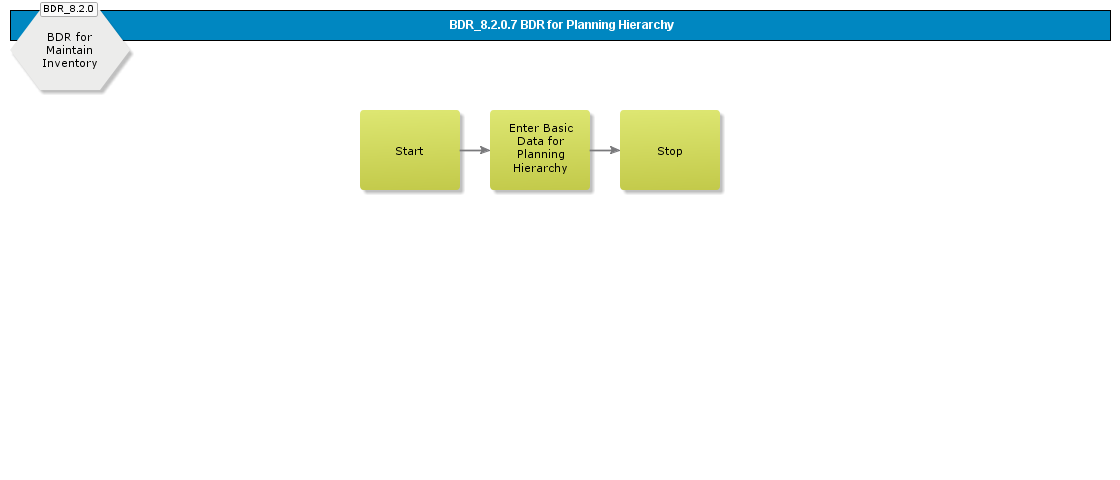 BDR_8.2.0
BDR_8.2.0.7 BDR for Planning Hierarchy
BDR for
Maintain
Inventory
Start
Enter Basic
Data for
Planning
Hierarchy
Stop